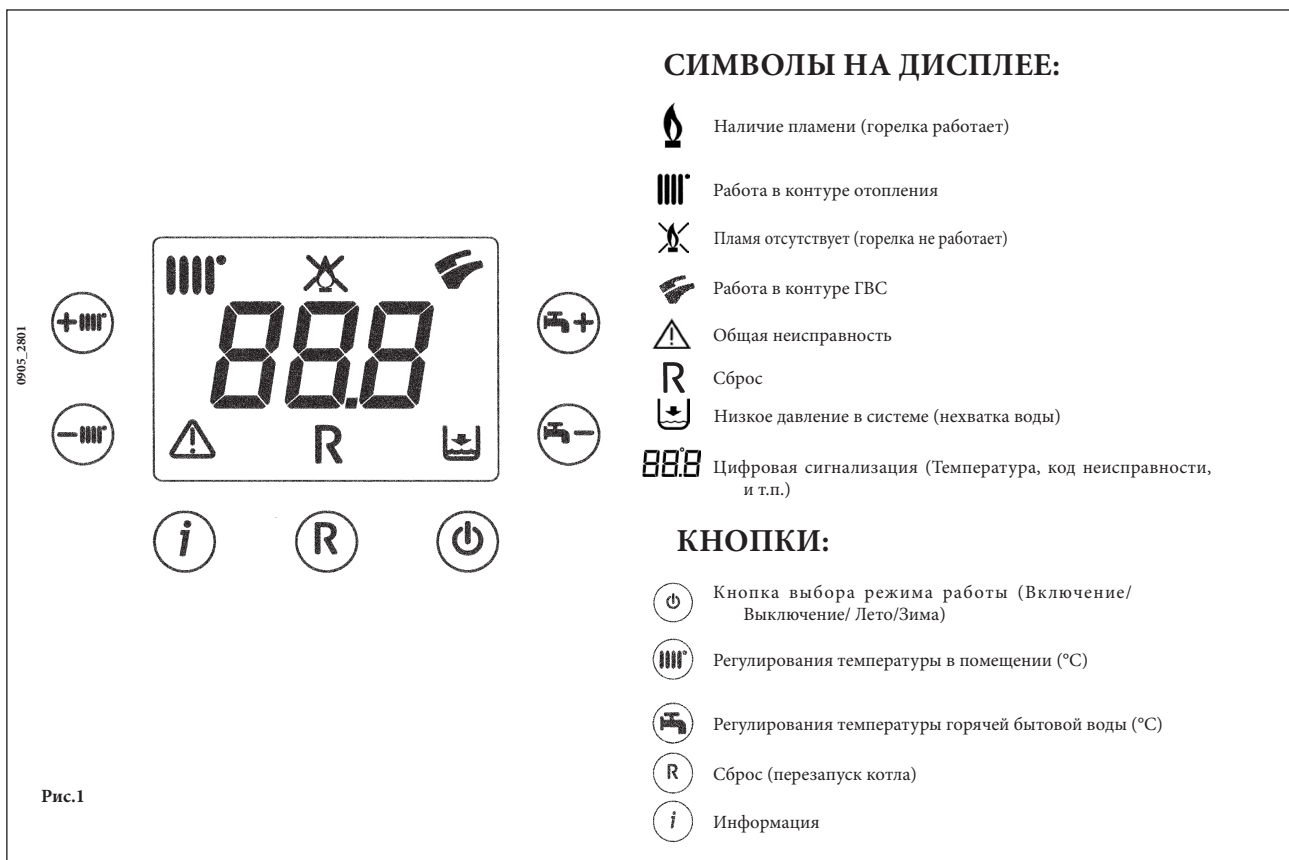 СИМВОЛЫ НА ДИСПЛЕЕ:
Наличие пламени (горелка работает)
Работа в контуре отопления
Пламя отсутствует (горелка не работает)
Работа в контуре ГВС
Общая неисправность
R Сброс
Низкое давление в системе (нехватка воды)
88.8 Цифровая сигнализация (Температура, код неисправности,
и т.п.)
КНОПКИ:
Кнопка выбора режима работы (Включение/
Выключение/ Лето/Зима)
Регулирования температуры в помещении (°C)
Регулирования температуры горячей бытовой воды (°C)
R Сброс (перезапуск котла)
i Информация
0905_2801
+
88.8
+
−
R
−
i R
Рис.1